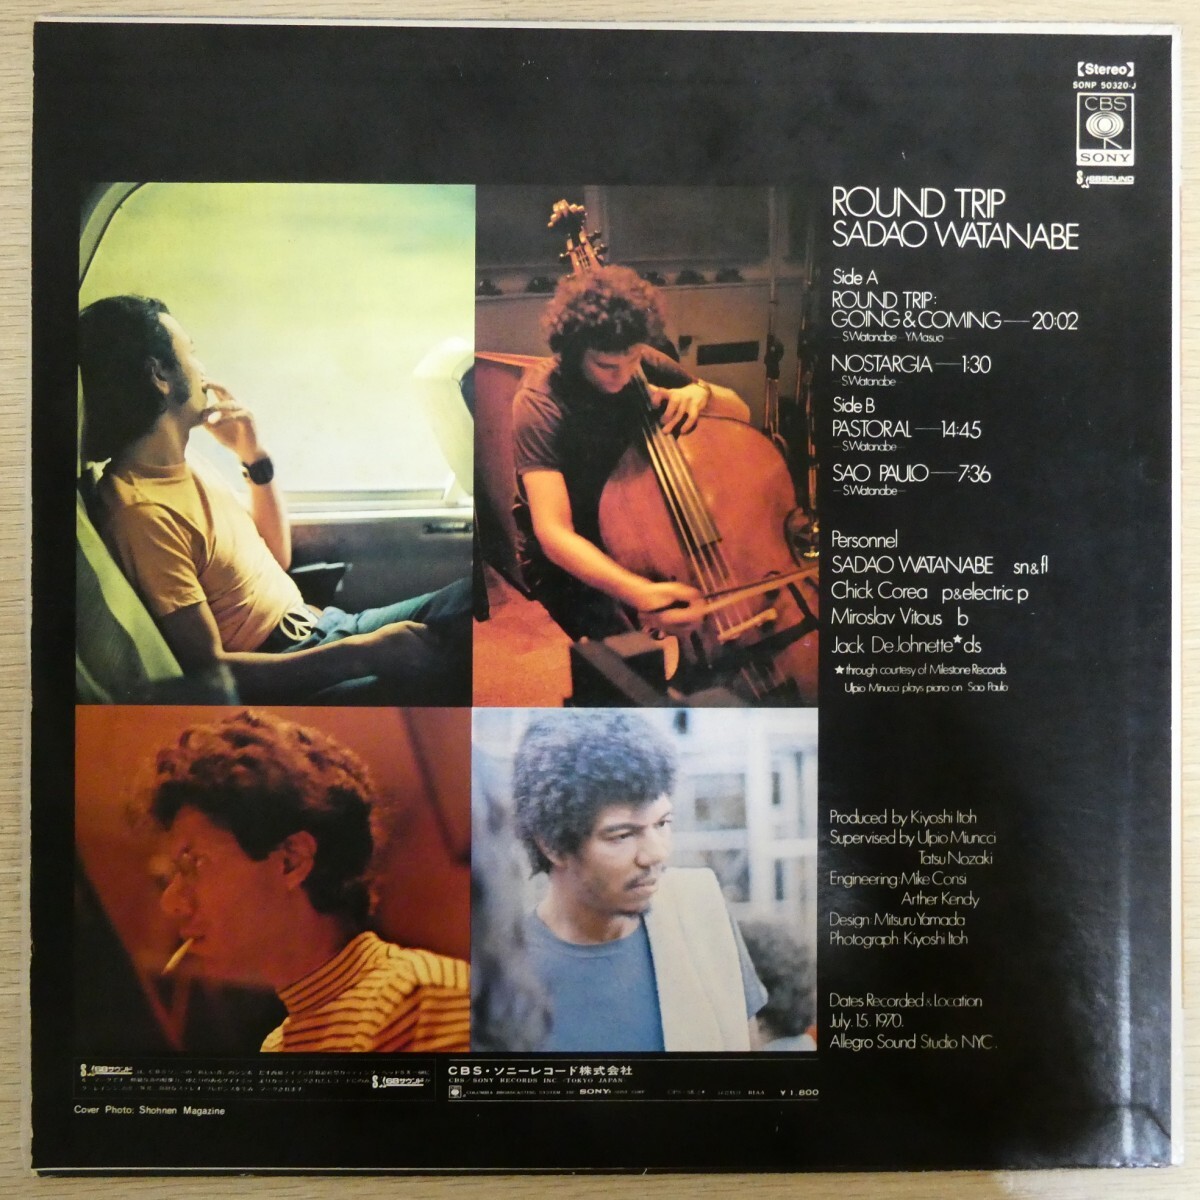 【Stereo】
SONP 50320-J
CBS
SONY
ROUND TRIP
SADAO WATANABE
Side A
ROUND TRIP:
GOING & COMING — 20:02
— S.Watanabe — Y.Masuo —
NOSTARGIA — 1:30
— S.Watanabe —
Side B
PASTORAL — 14:45
— S.Watanabe —
SAO PAULO — 7:36
— S.Watanabe —
Personnel
SADAO WATANABE sn & fl
Chick Corea p & electric p
Miroslav Vitous b
Jack DeJohnette★ ds
★through courtesy of Milestone Records
Ulpio Minucci plays piano on Sao Paulo
Produced by Kiyoshi Itoh
Supervised by Ulpio Miuncci
Tatsu Nozaki
Engineering: Mike Consi
Arther Kendy
Design: Mitsuru Yamada
Photograph: Kiyoshi Itoh
Dates Recorded & Location
July. 15. 1970.
Allegro Sound Studio NYC.
CBS・ソニーレコード株式会社
CBS/SONY RECORDS INC. (TOKYO JAPAN)
¥1,800
Cover Photo: Shohnen Magazine